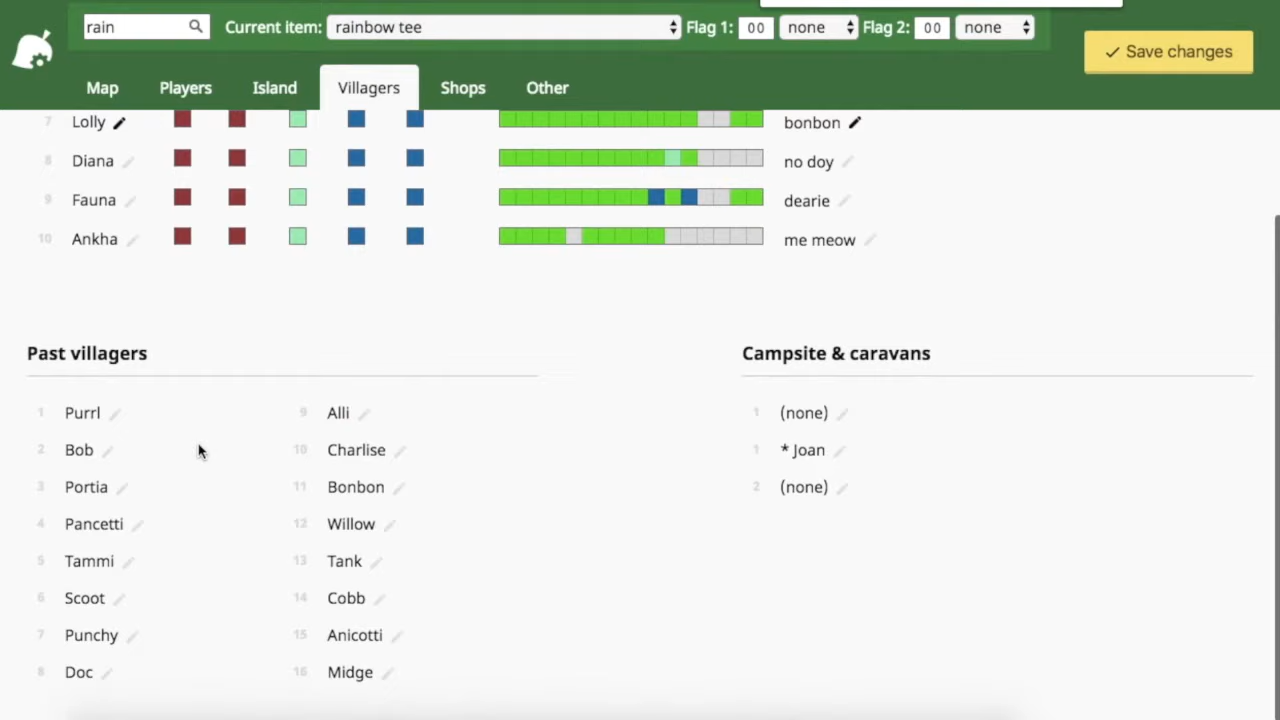 rain Current item: rainbow tee Flag 1: 00 none Flag 2: 00 none
✓ Save changes
Map Players Island Villagers Shops Other
7 Lolly bonbon
8 Diana no doy
9 Fauna dearie
10 Ankha me meow
Past villagers
1 Purrl
2 Bob
3 Portia
4 Pancetti
5 Tammi
6 Scoot
7 Punchy
8 Doc
9 Alli
10 Charlise
11 Bonbon
12 Willow
13 Tank
14 Cobb
15 Anicotti
16 Midge
Campsite & caravans
1 (none)
1 * Joan
2 (none)